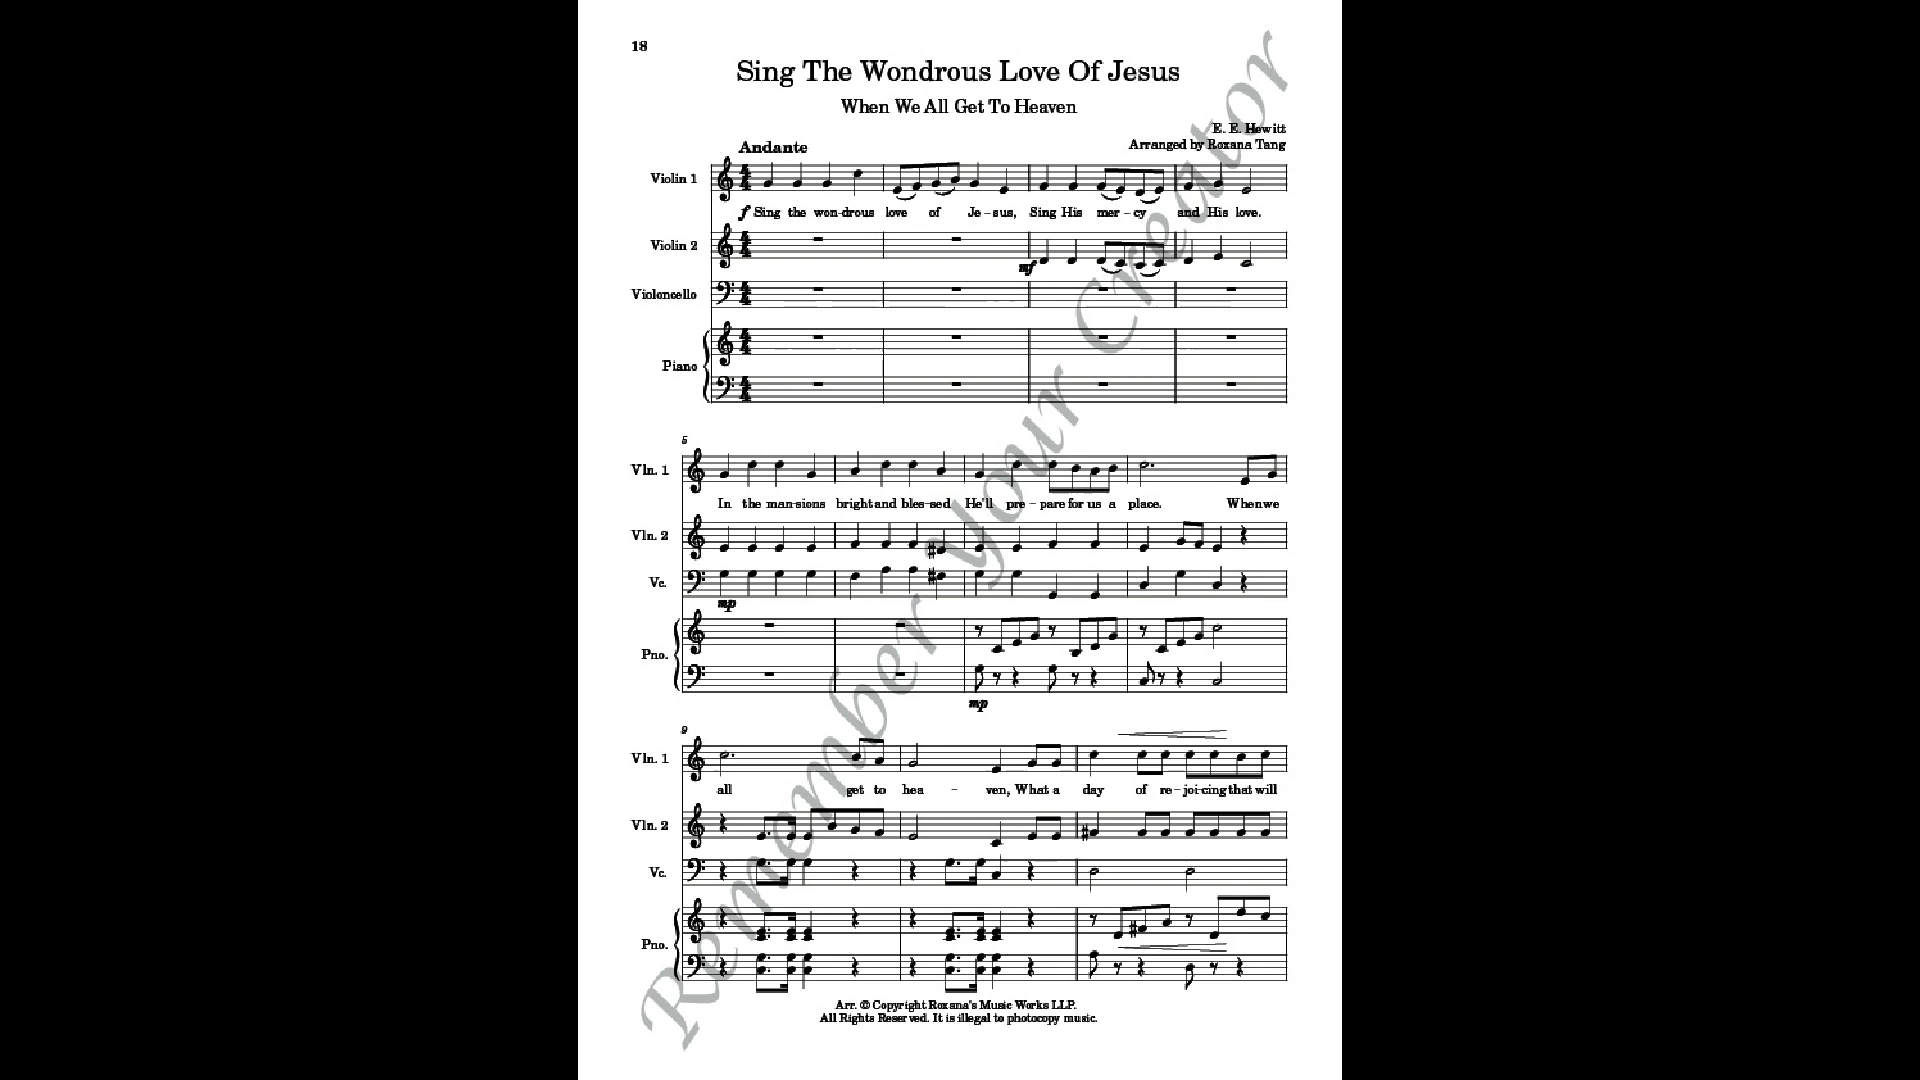 18
Sing The Wondrous Love Of Jesus
When We All Get To Heaven
E. E. Hewitt
Arranged by Roxana Tang
Andante
Violin 1
f Sing the won-drous love of Je-sus, Sing His mer-cy and His love.
Violin 2
mf
Violoncello
Piano
5
Vln. 1
In the man-sions bright and bles-sed He'll pre-pare for us a place. When we
Vln. 2
Vc.
mp
Pno.
mp
9
Vln. 1
all get to hea - ven, What a day of re-joi-cing that will
Vln. 2
Vc.
Pno.
Arr. © Copyright Roxana's Music Works LLP.
All Rights Reserved. It is illegal to photocopy music.
Remember Your Creator